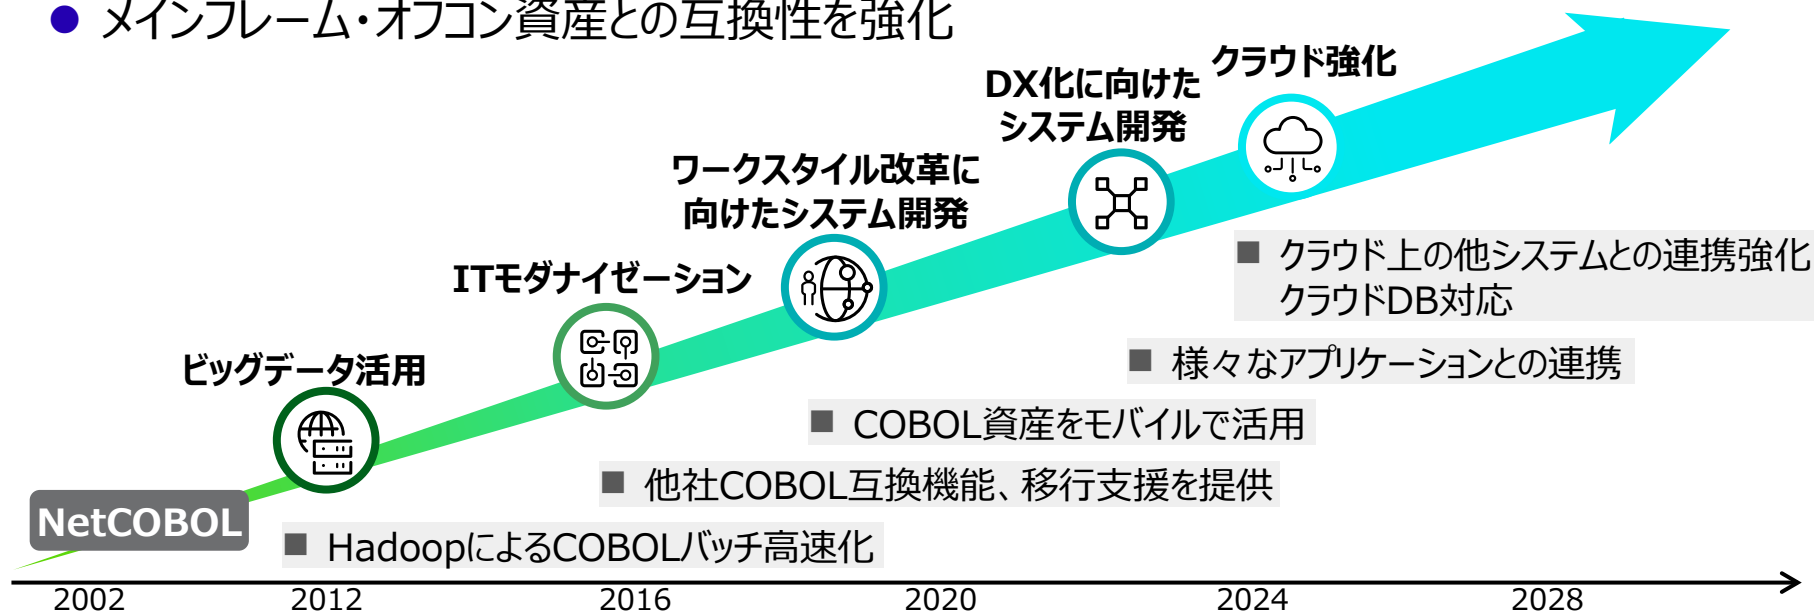 ● メインフレーム・オフコン資産との互換性を強化
クラウド強化
DX化に向けた
システム開発
ワークスタイル改革に
向けたシステム開発
ITモダナイゼーション
ビッグデータ活用
NetCOBOL
■ クラウド上の他システムとの連携強化
クラウドDB対応
■ 様々なアプリケーションとの連携
■ COBOL資産をモバイルで活用
■ 他社COBOL互換機能、移行支援を提供
■ HadoopによるCOBOLバッチ高速化
2002 2012 2016 2020 2024 2028